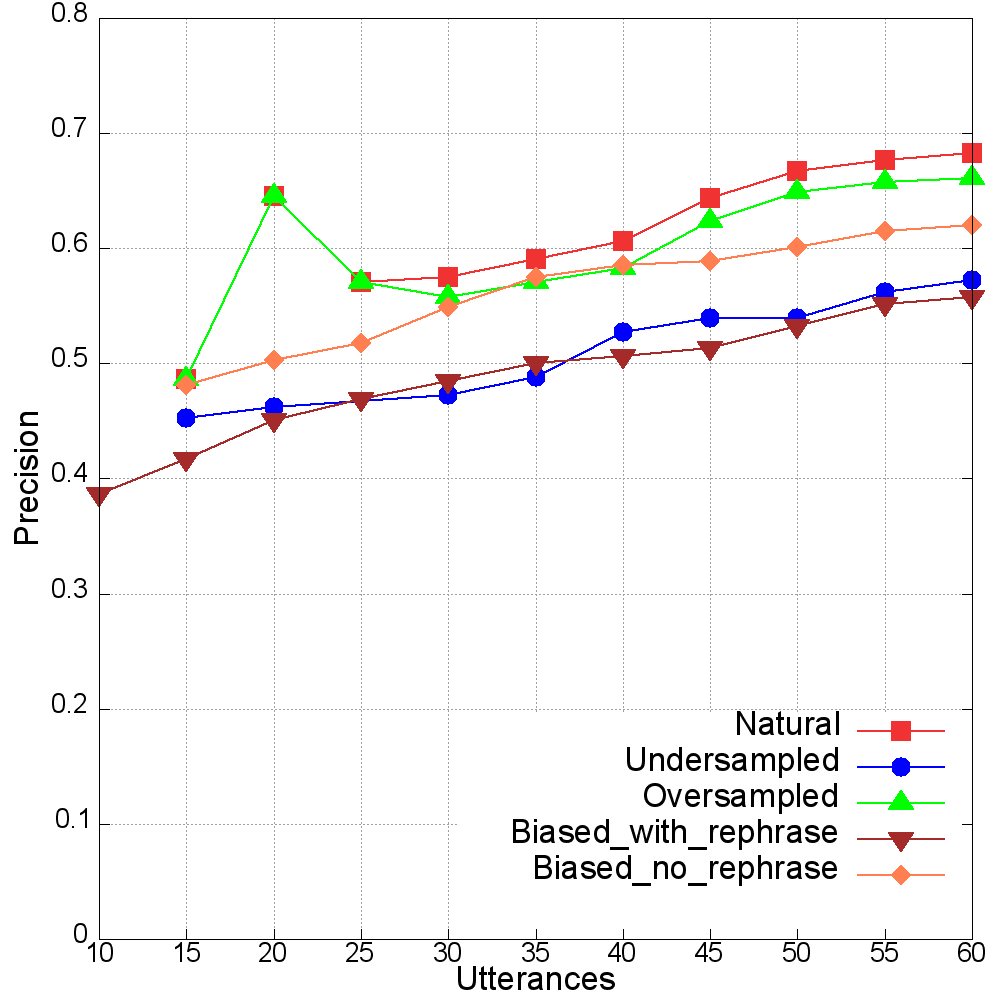 0.8
0.7
0.6
0.5
0.4
0.3
0.2
0.1
0
Precision
10 15 20 25 30 35 40 45 50 55 60
Utterances
Natural
Undersampled
Oversampled
Biased_with_rephrase
Biased_no_rephrase